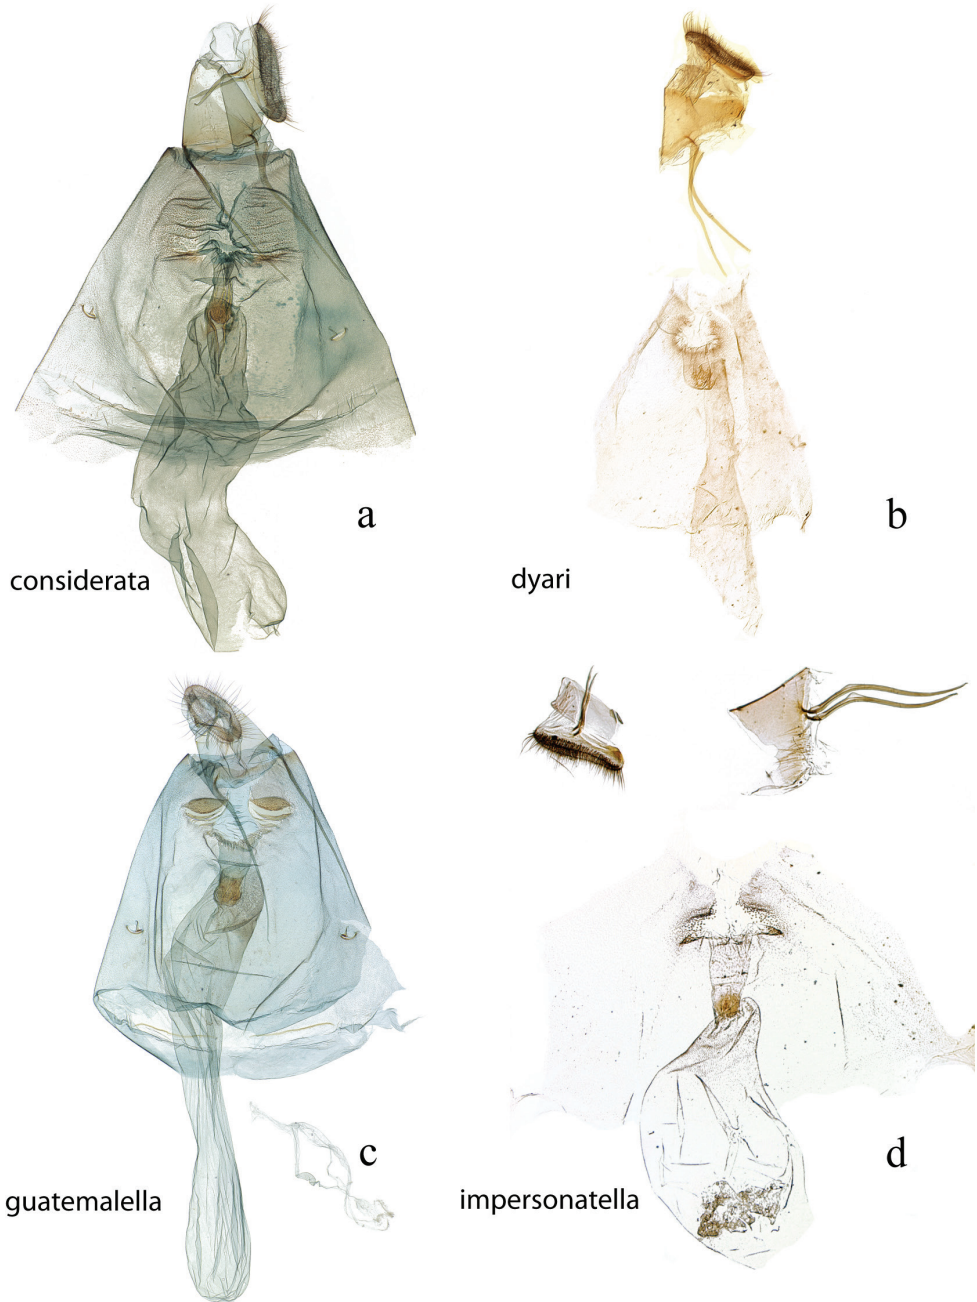 a
considerata
b
dyari
c
guatemalella
d
impersonatella